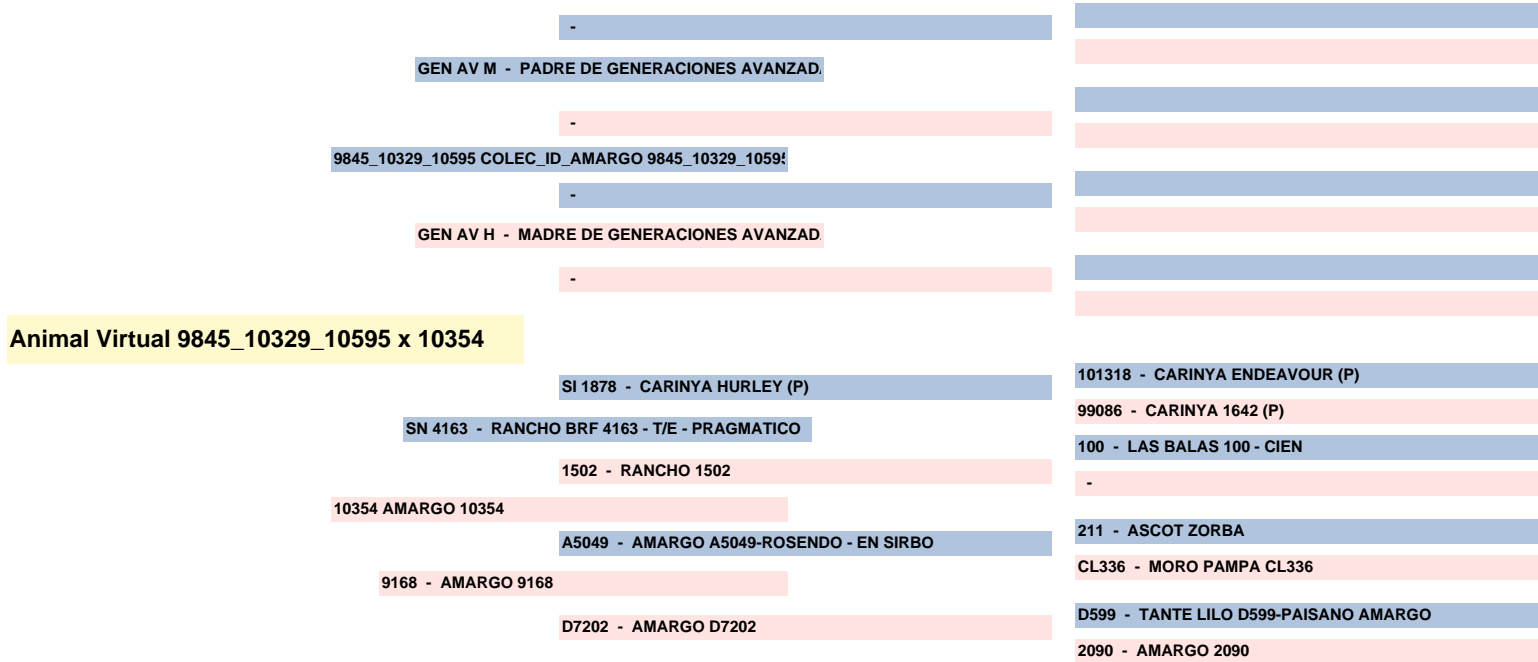 -
GEN AV M - PADRE DE GENERACIONES AVANZAD
-
9845_10329_10595 COLEC_ID_AMARGO 9845_10329_1059
-
GEN AV H - MADRE DE GENERACIONES AVANZAD
-
Animal Virtual 9845_10329_10595 x 10354
101318 - CARINYA ENDEAVOUR (P)
SI 1878 - CARINYA HURLEY (P)
99086 - CARINYA 1642 (P)
SN 4163 - RANCHO BRF 4163 - T/E - PRAGMATICO
100 - LAS BALAS 100 - CIEN
1502 - RANCHO 1502
-
10354 AMARGO 10354
211 - ASCOT ZORBA
A5049 - AMARGO A5049-ROSENDO - EN SIRBO
CL336 - MORO PAMPA CL336
9168 - AMARGO 9168
D599 - TANTE LILO D599-PAISANO AMARGO
D7202 - AMARGO D7202
2090 - AMARGO 2090